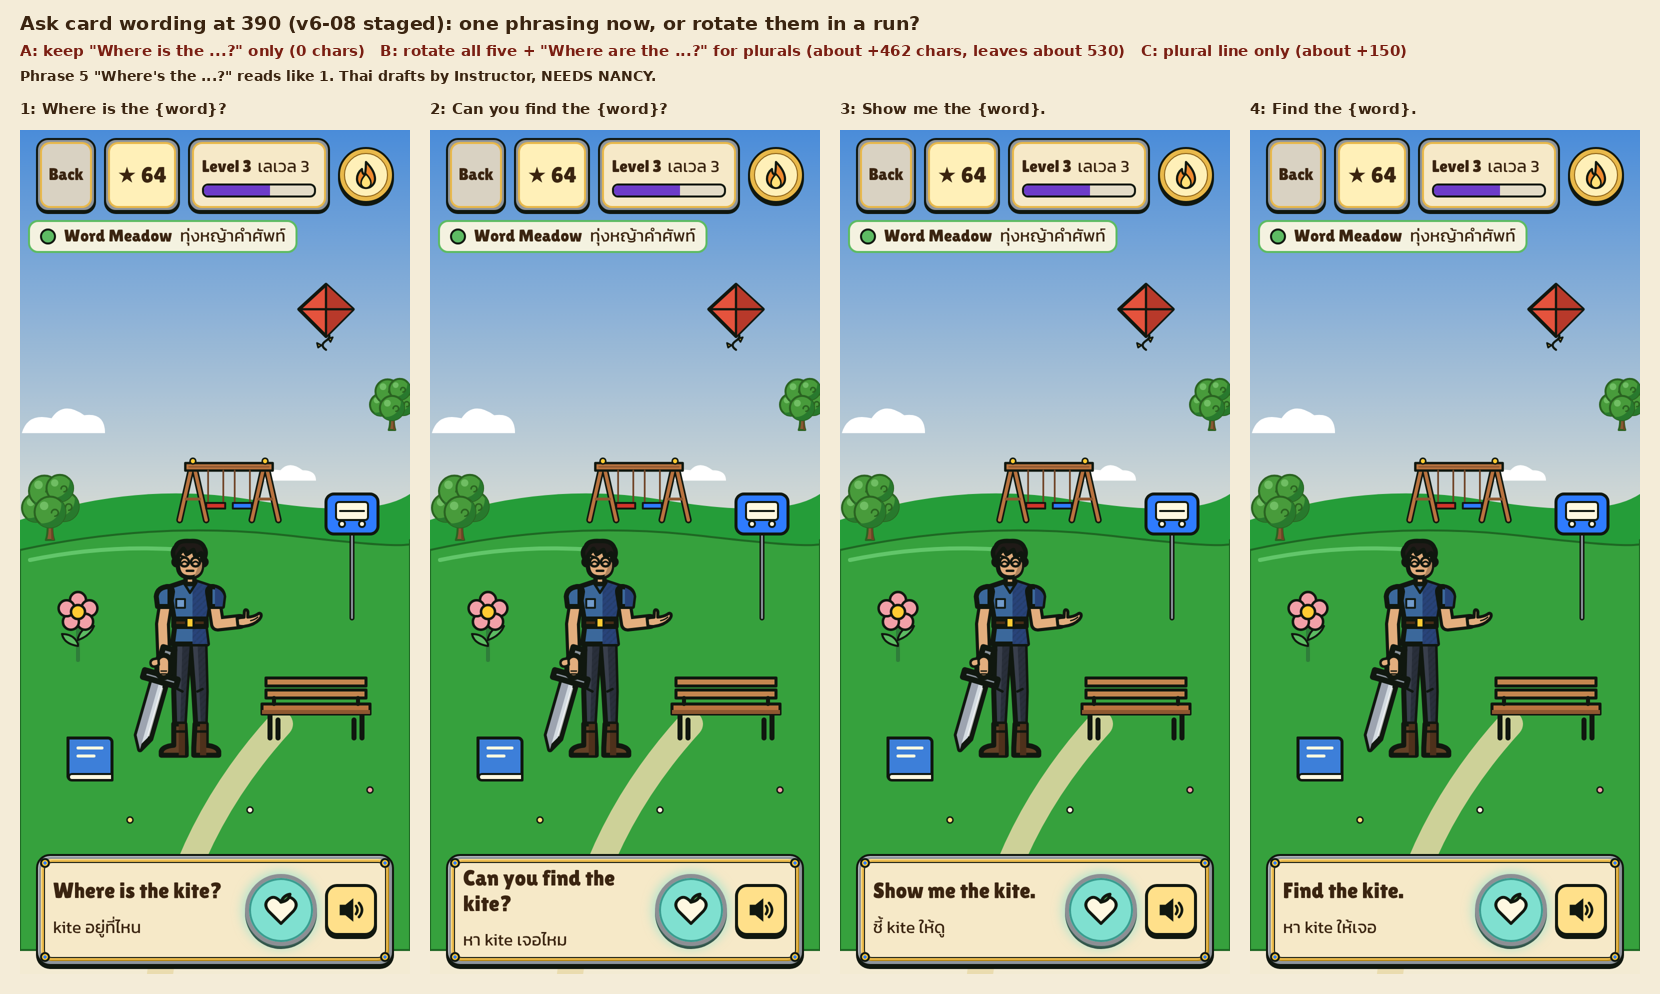 Ask card wording at 390 (v6-08 staged): one phrasing now, or rotate them in a run?
A: keep "Where is the ...?" only (0 chars)   B: rotate all five + "Where are the ...?" for plurals (about +462 chars, leaves about 530)   C: plural line only (about +150)
Phrase 5 "Where's the ...?" reads like 1. Thai drafts by Instructor, NEEDS NANCY.
1: Where is the {word}?
Back
★ 64
Level 3 เลเวล 3
Word Meadow ทุ่งหญ้าคำศัพท์
Where is the kite?
kite อยู่ที่ไหน
2: Can you find the {word}?
Back
★ 64
Level 3 เลเวล 3
Word Meadow ทุ่งหญ้าคำศัพท์
Can you find the
kite?
หา kite เจอไหม
3: Show me the {word}.
Back
★ 64
Level 3 เลเวล 3
Word Meadow ทุ่งหญ้าคำศัพท์
Show me the kite.
ชี้ kite ให้ดู
4: Find the {word}.
Back
★ 64
Level 3 เลเวล 3
Word Meadow ทุ่งหญ้าคำศัพท์
Find the kite.
หา kite ให้เจอ